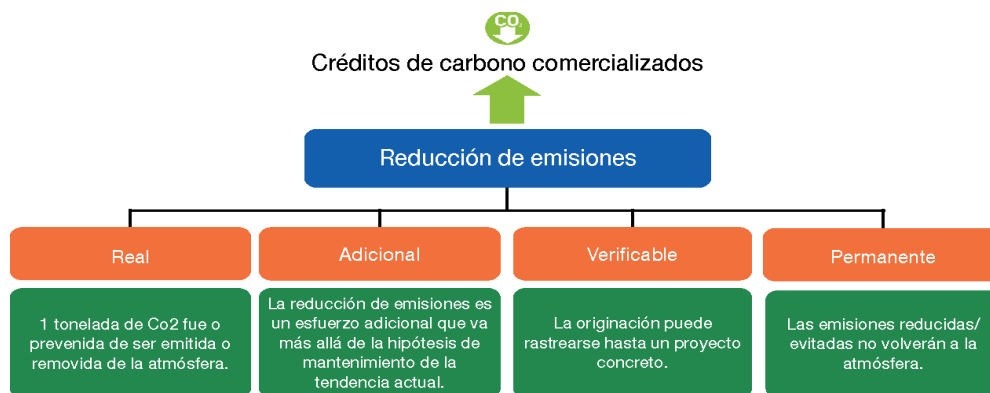 CO₂
Créditos de carbono comercializados
Reducción de emisiones
Real
Adicional
Verificable
Permanente
1 tonelada de Co2 fue o
prevenida de ser emitida o
removida de la atmósfera.
La reducción de emisiones es
un esfuerzo adicional que va
más allá de la hipótesis de
mantenimiento de la
tendencia actual.
La originación puede
rastrearse hasta un proyecto
concreto.
Las emisiones reducidas/
evitadas no volverán a la
atmósfera.